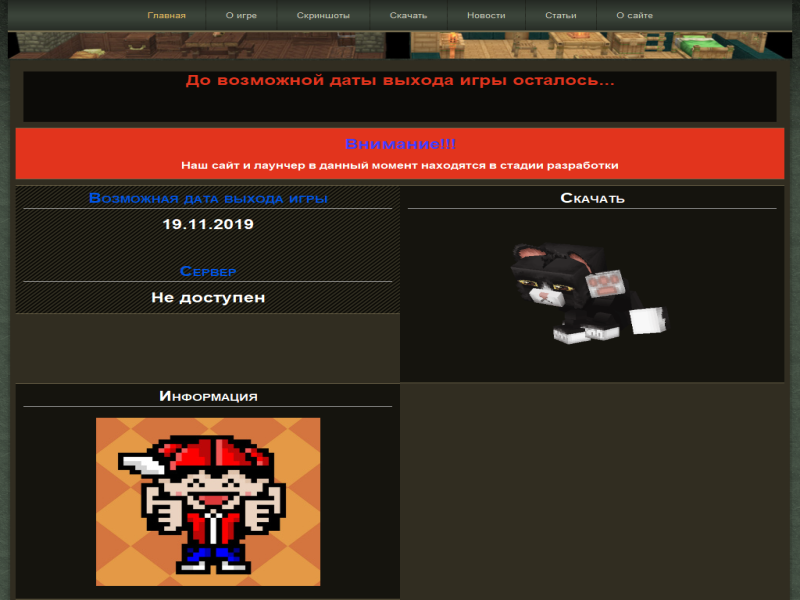 Главная О игре Скриншоты Скачать Новости Статьи О сайте
До возможной даты выхода игры осталось...
Внимание!!!
Наш сайт и лаунчер в данный момент находятся в стадии разработки
Возможная дата выхода игры
19.11.2019
Сервер
Не доступен
Скачать
Информация